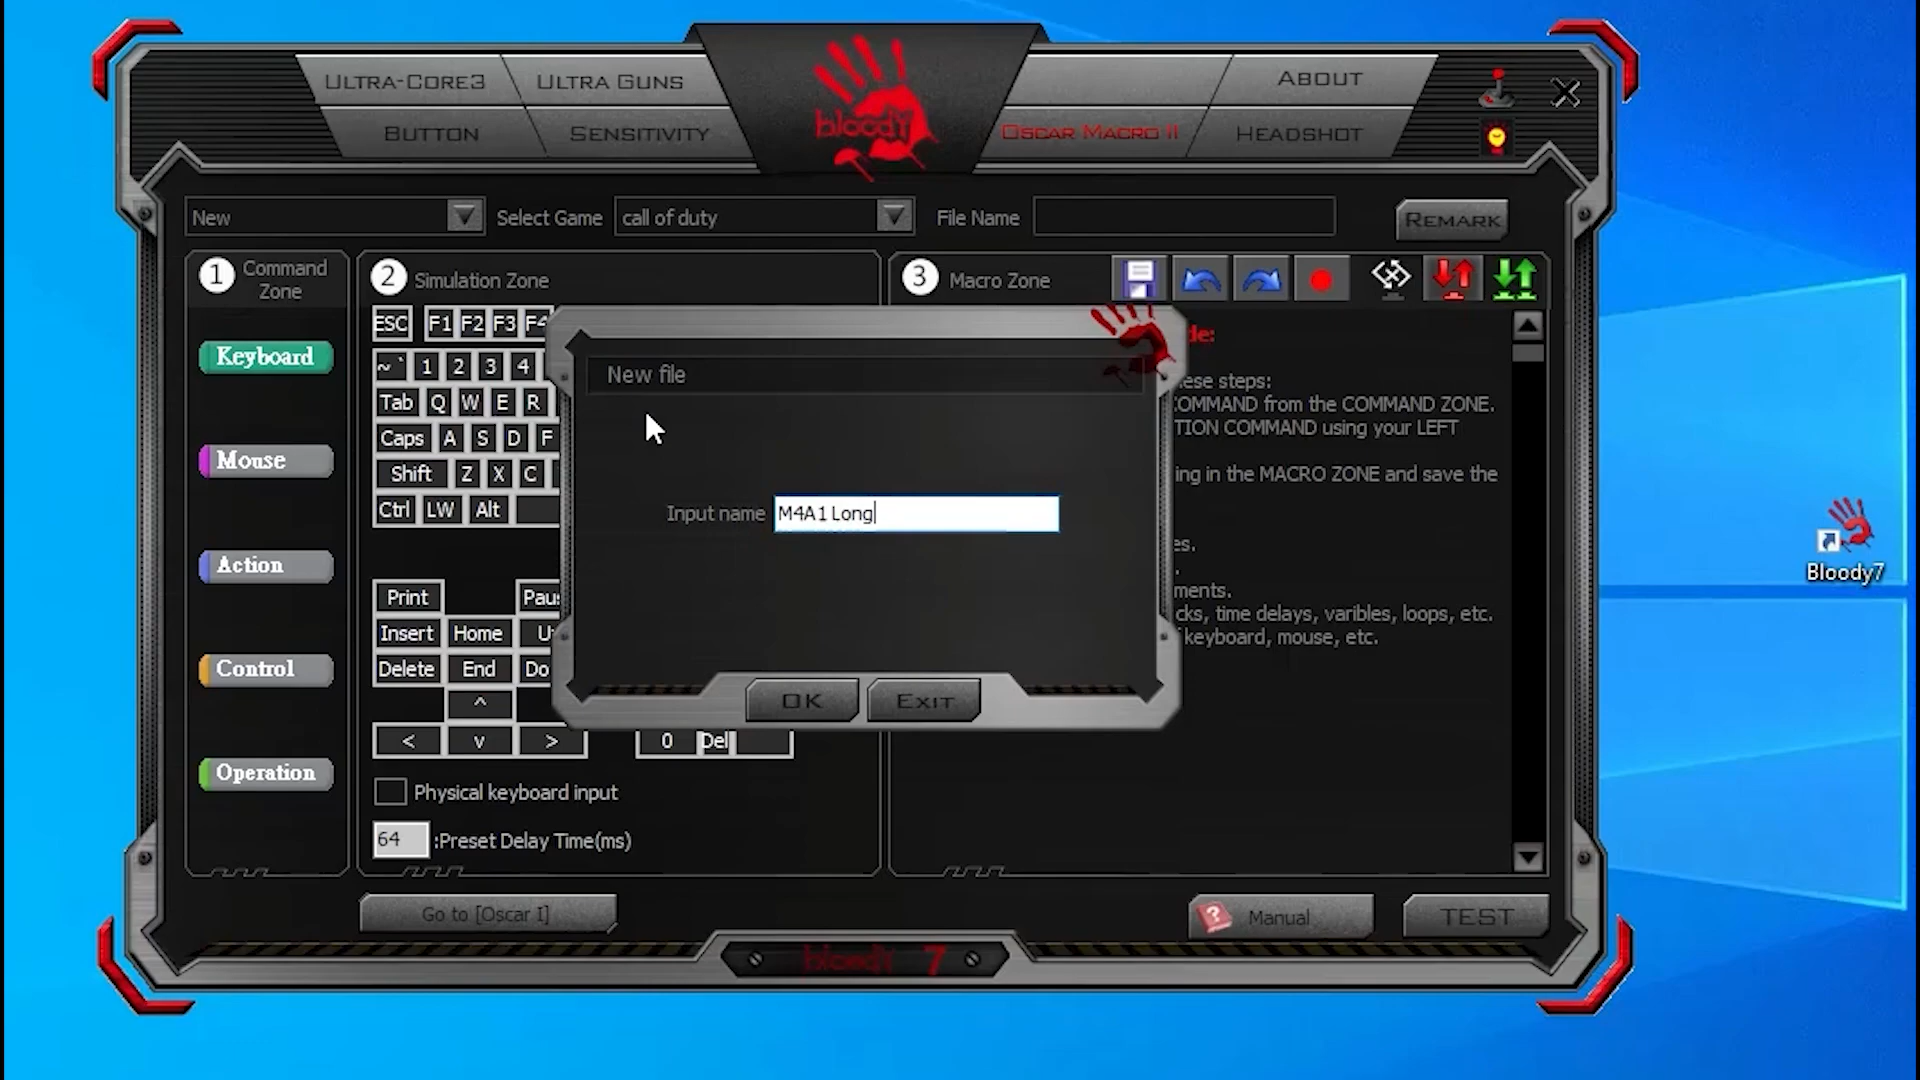 ULTRA-CORE3
ULTRA GUNS
ABOUT
BUTTON
SENSITIVITY
bloody
OSCAR MACRO II
HEADSHOT
New
Select Game
call of duty
File Name
REMARK
1
Command
Zone
2
Simulation Zone
3
Macro Zone
Keyboard
Mouse
Action
Control
Operation
ESC F1 F2 F3 F4
~ ` 1 2 3 4
Tab Q W E R
Caps A S D F
Shift Z X C
Ctrl LW Alt
Print
Insert Home
Delete End
^
< v >
0 Del
Physical keyboard input
64 :Preset Delay Time(ms)
New file
Input name M4A1 Long
OK
EXIT
de:
ese steps:
COMMAND from the COMMAND ZONE.
TION COMMAND using your LEFT
ing in the MACRO ZONE and save the
es.
ments.
cks, time delays, varibles, loops, etc.
keyboard, mouse, etc.
Go to [Oscar I]
Manual
TEST
bloody 7
Bloody7